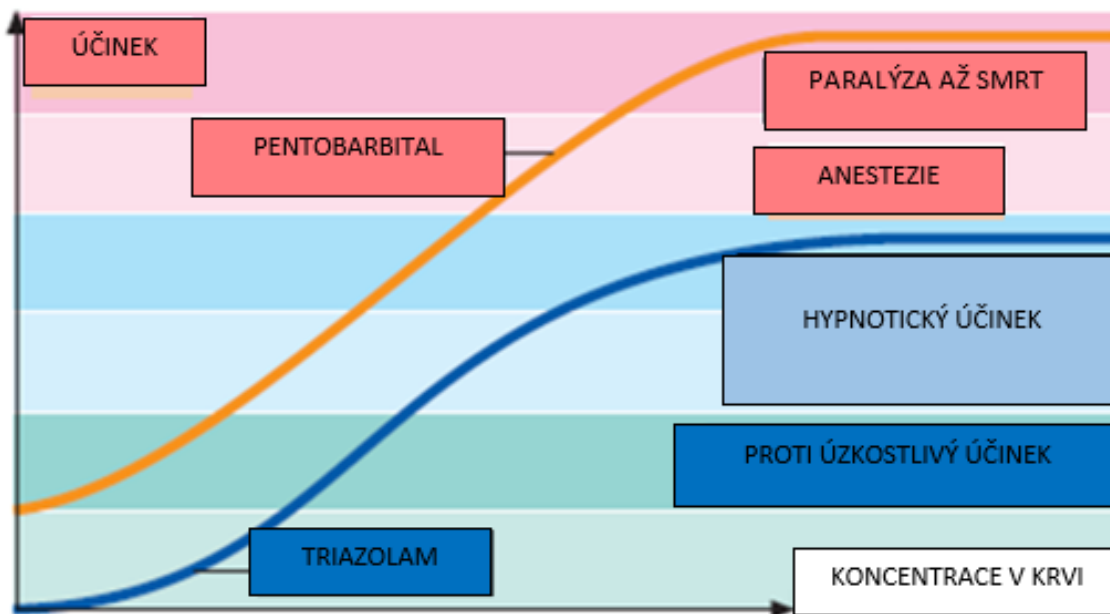 ÚČINEK
PARALÝZA AŽ SMRT
PENTOBARBITAL
ANESTEZIE
HYPNOTICKÝ ÚČINEK
PROTI ÚZKOSTLIVÝ ÚČINEK
TRIAZOLAM
KONCENTRACE V KRVI